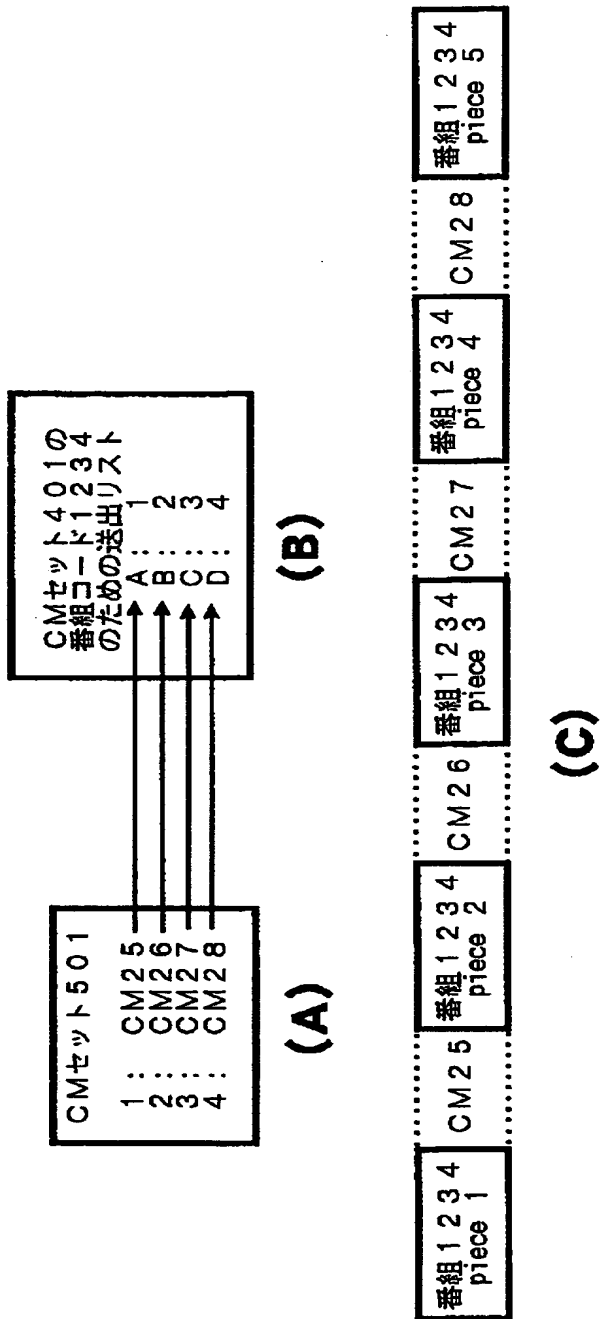 CMセット501
1: CM25
2: CM26
3: CM27
4: CM28
(A)
CMセット401の
番組コード1234
のための送出リスト
A: 1
B: 2
C: 3
D: 4
(B)
番組1234
piece 1
CM25
番組1234
piece 2
CM26
番組1234
piece 3
CM27
番組1234
piece 4
CM28
番組1234
piece 5
(C)